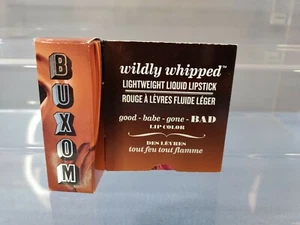 BUXOM
wildly whipped™
LIGHTWEIGHT LIQUID LIPSTICK
ROUGE À LÈVRES FLUIDE LÉGER
good - babe - gone - BAD
LIP COLOR
DES LÈVRES
tout feu tout flamme